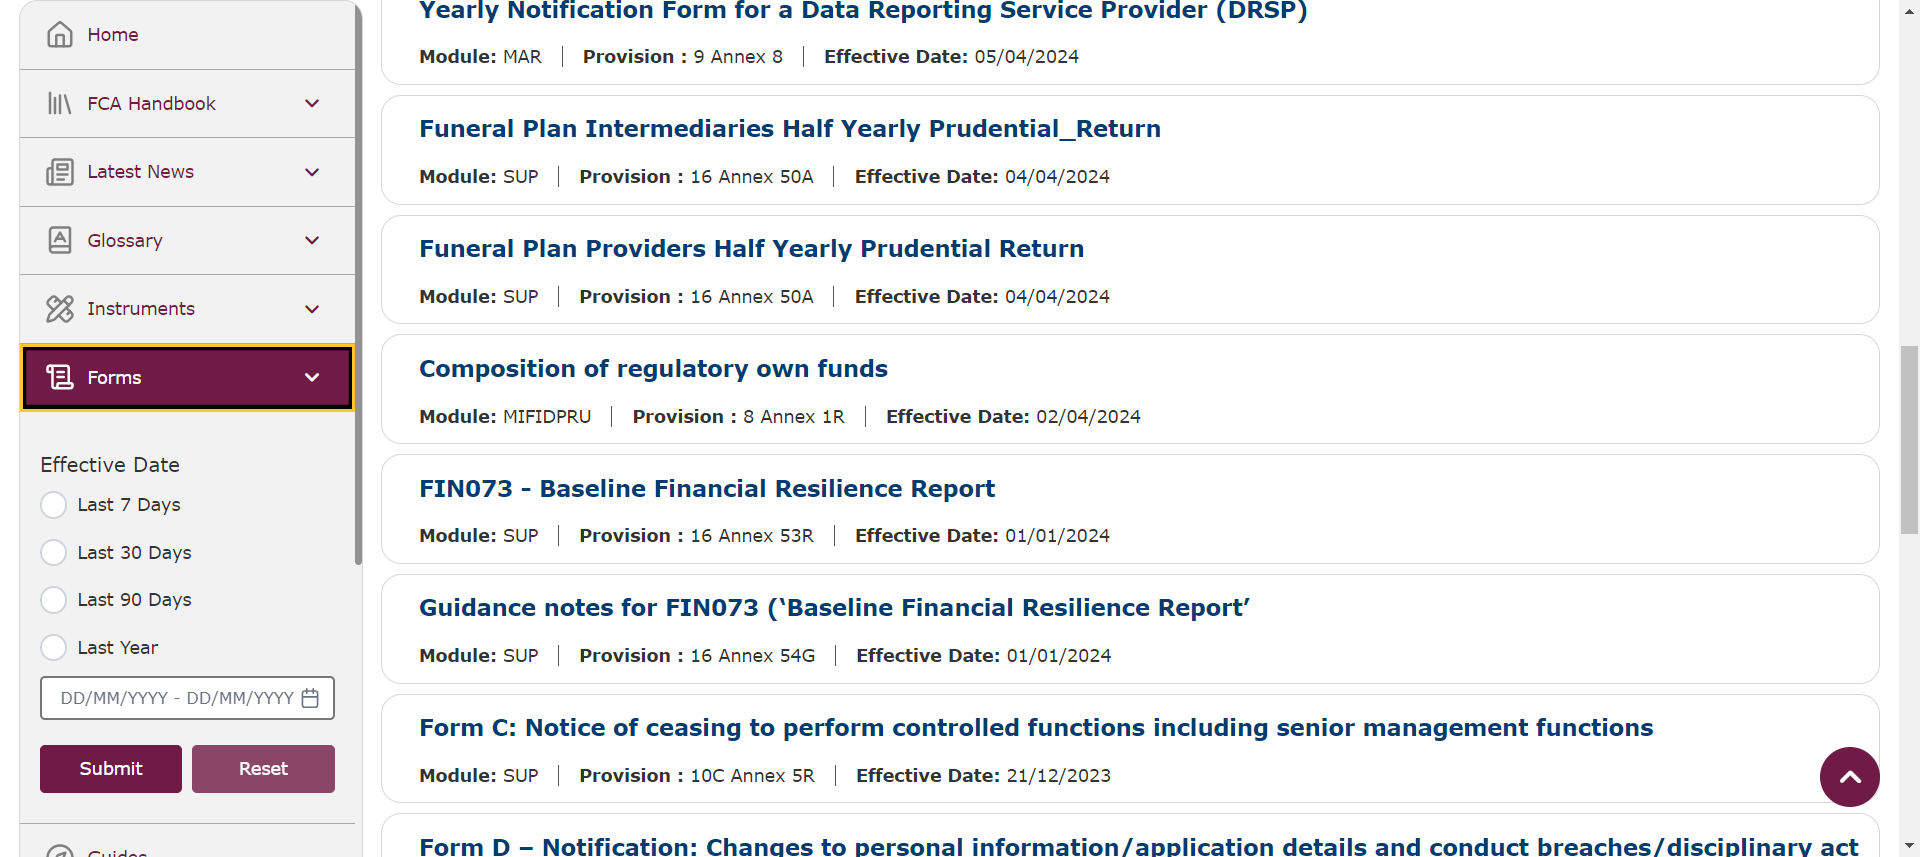 Home
FCA Handbook
Latest News
Glossary
Instruments
Forms
Effective Date
Last 7 Days
Last 30 Days
Last 90 Days
Last Year
DD/MM/YYYY - DD/MM/YYYY
Submit Reset
Guides
Yearly Notification Form for a Data Reporting Service Provider (DRSP)
Module: MAR | Provision : 9 Annex 8 | Effective Date: 05/04/2024
Funeral Plan Intermediaries Half Yearly Prudential_Return
Module: SUP | Provision : 16 Annex 50A | Effective Date: 04/04/2024
Funeral Plan Providers Half Yearly Prudential Return
Module: SUP | Provision : 16 Annex 50A | Effective Date: 04/04/2024
Composition of regulatory own funds
Module: MIFIDPRU | Provision : 8 Annex 1R | Effective Date: 02/04/2024
FIN073 - Baseline Financial Resilience Report
Module: SUP | Provision : 16 Annex 53R | Effective Date: 01/01/2024
Guidance notes for FIN073 (‘Baseline Financial Resilience Report’
Module: SUP | Provision : 16 Annex 54G | Effective Date: 01/01/2024
Form C: Notice of ceasing to perform controlled functions including senior management functions
Module: SUP | Provision : 10C Annex 5R | Effective Date: 21/12/2023
Form D – Notification: Changes to personal information/application details and conduct breaches/disciplinary act